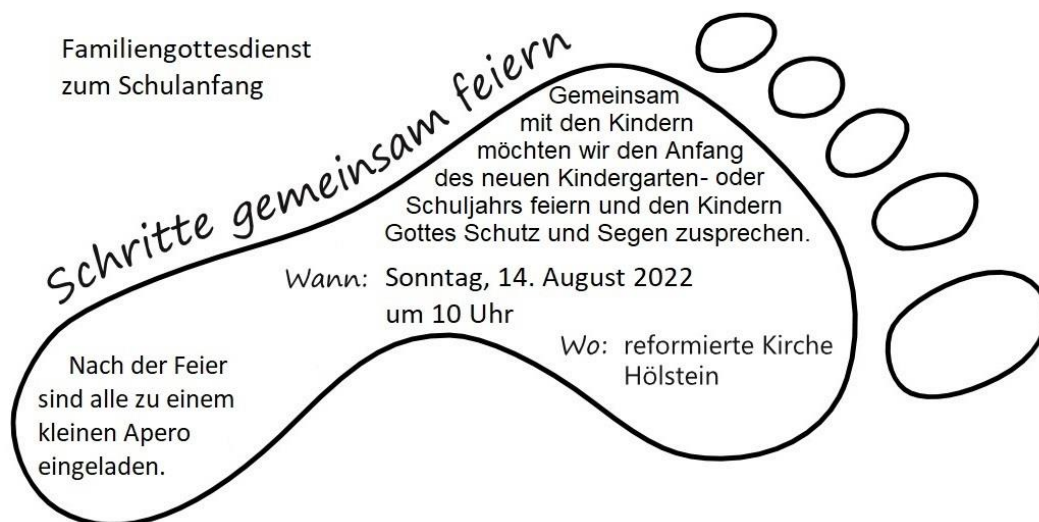 Familiengottesdienst
zum Schulanfang
Schritte gemeinsam feiern
Gemeinsam
mit den Kindern
möchten wir den Anfang
des neuen Kindergarten- oder
Schuljahrs feiern und den Kindern
Gottes Schutz und Segen zusprechen.
Wann: Sonntag, 14. August 2022
um 10 Uhr
Wo: reformierte Kirche
Hölstein
Nach der Feier
sind alle zu einem
kleinen Apero
eingeladen.